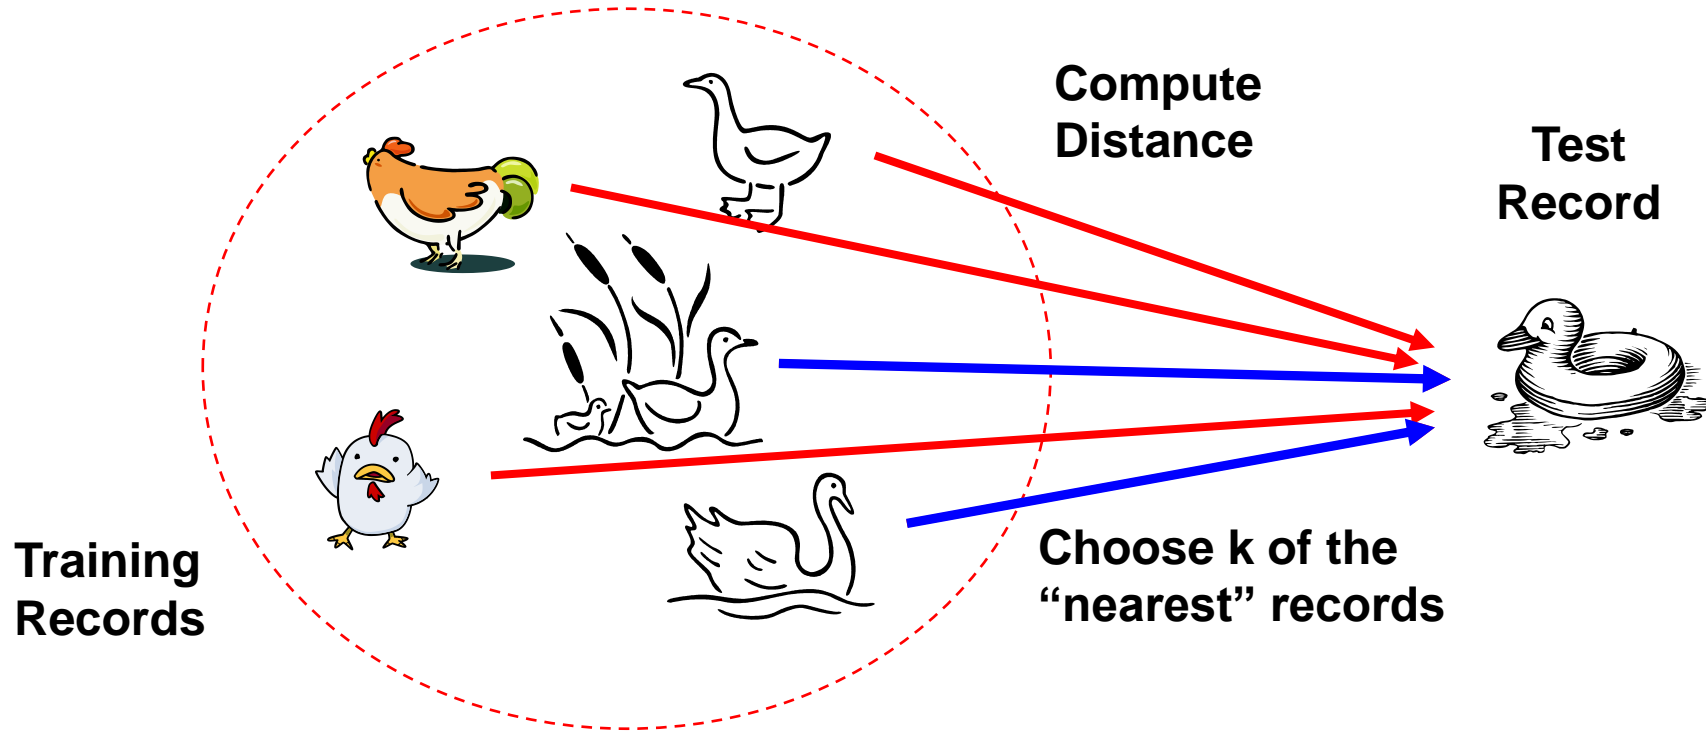 Compute
Distance
Test
Record
Training
Records
Choose k of the
“nearest” records